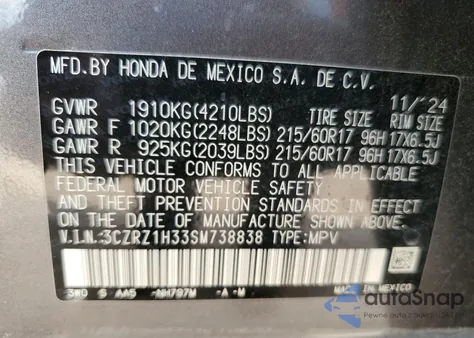 MFD.BY HONDA DE MEXICO S.A. DE C.V.
11/'24
GVWR 1910KG(4210LBS) TIRE SIZE RIM SIZE
GAWR F 1020KG(2248LBS) 215/60R17 96H 17X6.5J
GAWR R 925KG(2039LBS) 215/60R17 96H 17X6.5J
THIS VEHICLE CONFORMS TO ALL APPLICABLE
FEDERAL MOTOR VEHICLE SAFETY
AND THEFT PREVENTION STANDARDS IN EFFECT ON
THE DATE OF MANUFACTURE SHOWN ABOVE.
V.I.N.:3CZRZ1H33SM738838 TYPE:MPV
3W0 S AA5 -NH797M -A-M
MADE IN MEXICO
autoSnap